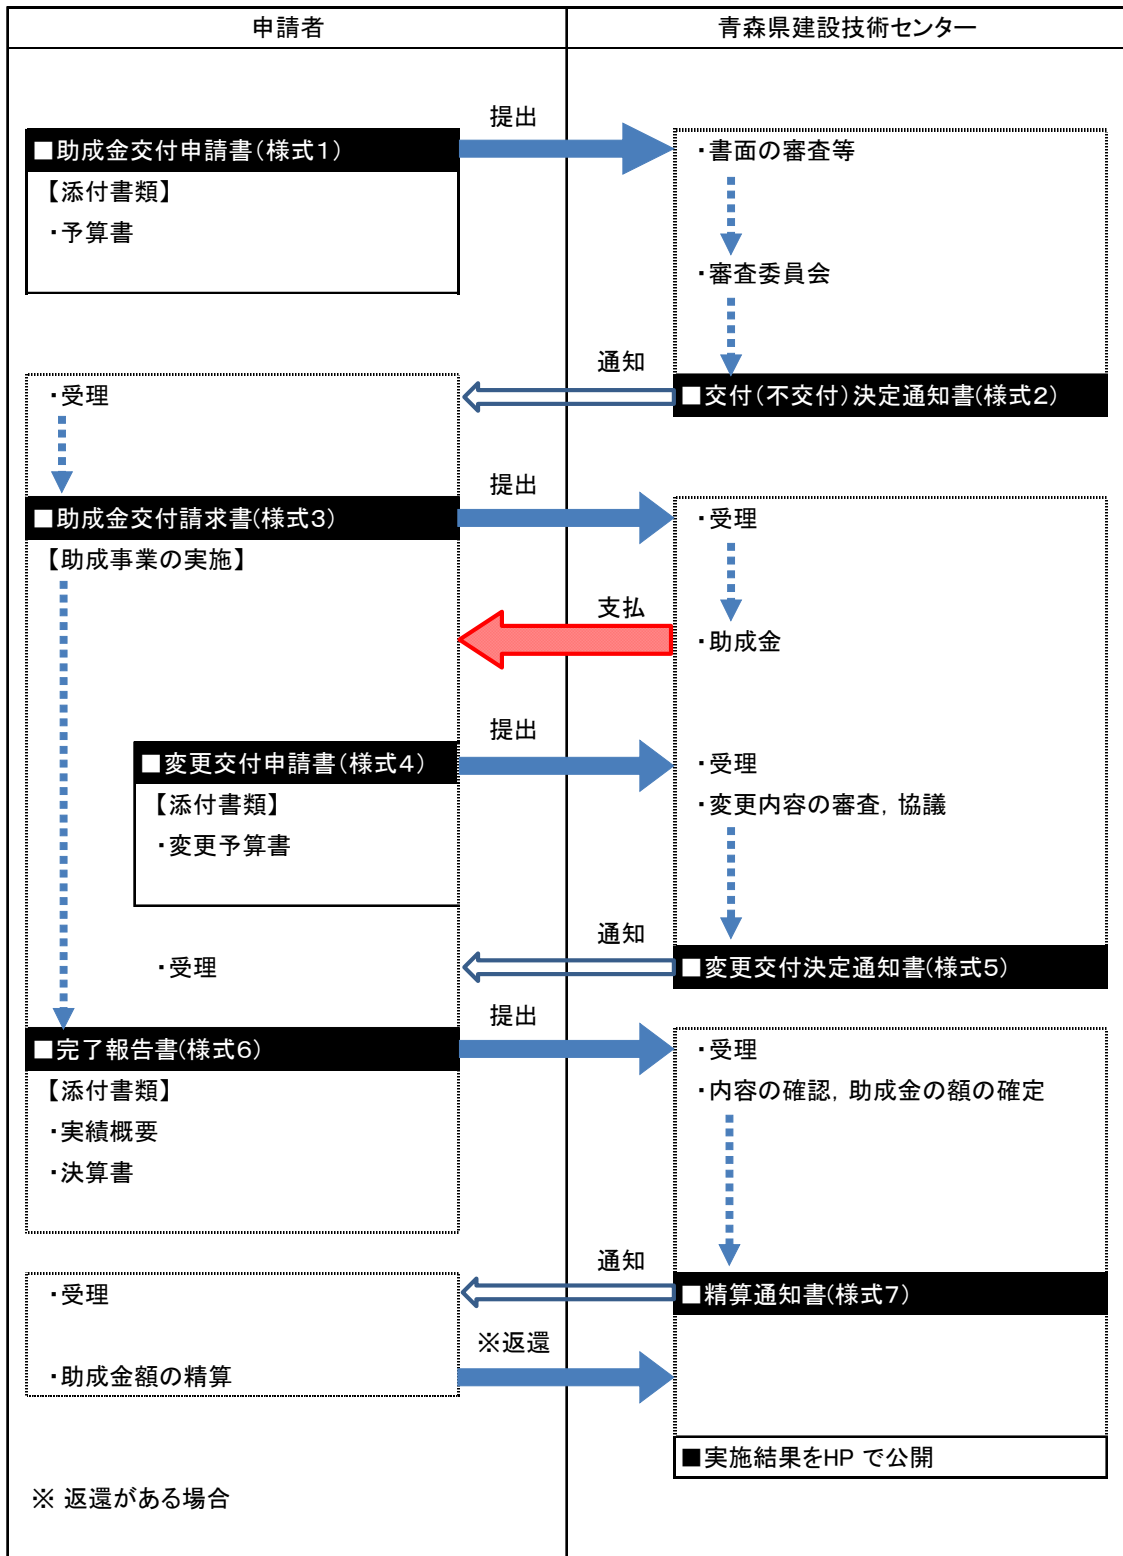 申請者
青森県建設技術センター
提出
■助成金交付申請書(様式1)
・書面の審査等
【添付書類】
・予算書
・審査委員会
通知
・受理
■交付(不交付)決定通知書(様式2)
提出
■助成金交付請求書(様式3)
・受理
【助成事業の実施】
支払
・助成金
提出
■変更交付申請書(様式4)
・受理
【添付書類】
・変更内容の審査, 協議
・変更予算書
通知
・受理
■変更交付決定通知書(様式5)
提出
■完了報告書(様式6)
・受理
【添付書類】
・内容の確認, 助成金の額の確定
・実績概要
・決算書
通知
・受理
■精算通知書(様式7)
※返還
・助成金額の精算
■実施結果をHP で公開
※ 返還がある場合